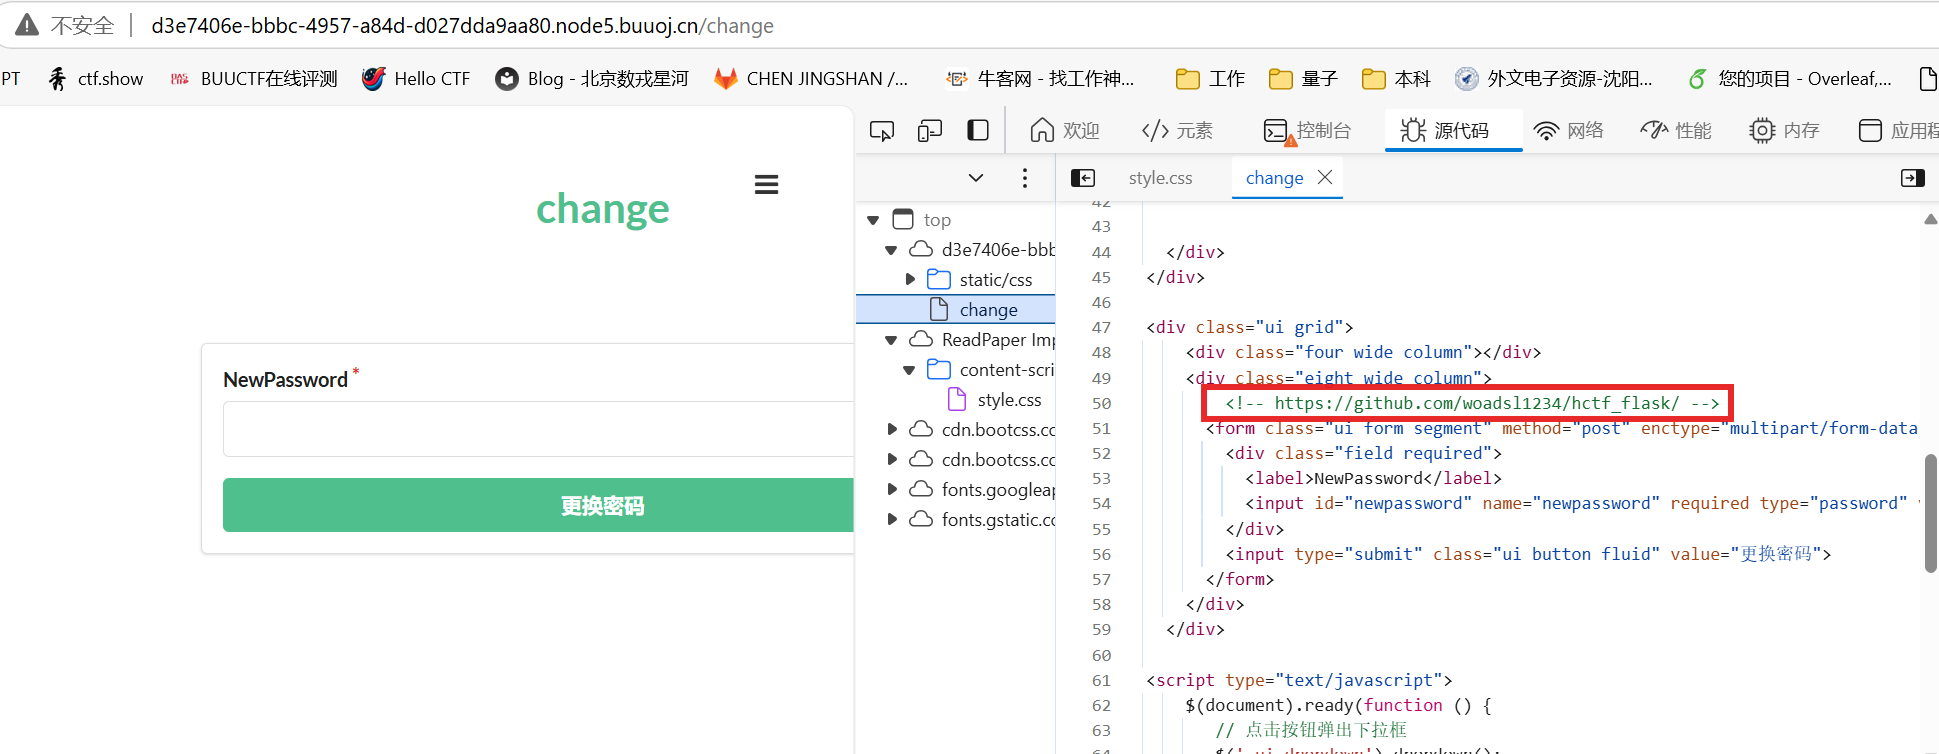 不安全 d3e7406e-bbbc-4957-a84d-d027dda9aa80.node5.buuoj.cn/change
PT ctf.show BUUCTF在线评测 Hello CTF Blog - 北京数戎星河 CHEN JINGSHAN /... 牛客网 - 找工作神... 工作 量子 本科 外文电子资源-沈阳... 您的项目 - Overleaf,...
欢迎 </> 元素 控制台 源代码 网络 性能 内存 应用程
style.css change
change
NewPassword *
更换密码
top
d3e7406e-bbb
static/css
change
ReadPaper Imp
content-scri
style.css
cdn.bootcss.cc
cdn.bootcss.cc
fonts.googleap
fonts.gstatic.cc
42
43
44 </div>
45 </div>
46
47 <div class="ui grid">
48 <div class="four wide column"></div>
49 <div class="eight wide column">
50 <!-- https://github.com/woadsl1234/hctf_flask/ -->
51 <form class="ui form segment" method="post" enctype="multipart/form-data
52 <div class="field required">
53 <label>NewPassword</label>
54 <input id="newpassword" name="newpassword" required type="password"
55 </div>
56 <input type="submit" class="ui button fluid" value="更换密码">
57 </form>
58 </div>
59 </div>
60
61 <script type="text/javascript">
62 $(document).ready(function () {
63 // 点击按钮弹出下拉框